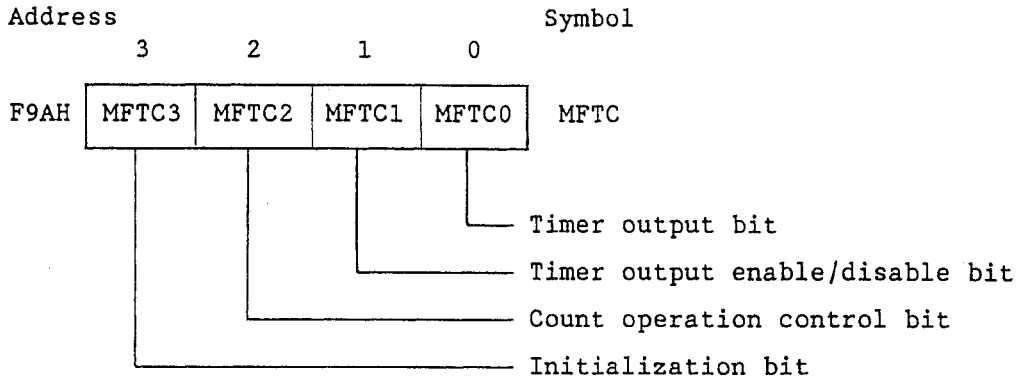 Address Symbol
3 2 1 0
F9AH MFTC3 MFTC2 MFTC1 MFTC0 MFTC
Timer output bit
Timer output enable/disable bit
Count operation control bit
Initialization bit